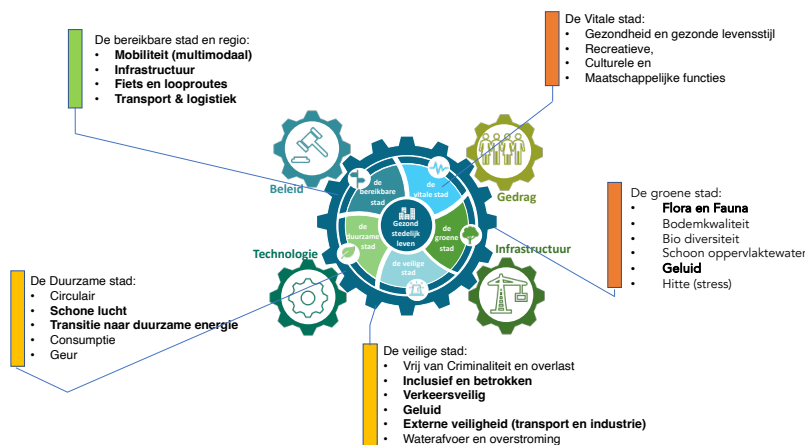 De bereikbare stad en regio:
• Mobiliteit (multimodaal)
• Infrastructuur
• Fiets en looproutes
• Transport & logistiek
De Vitale stad:
• Gezondheid en gezonde levensstijl
• Recreatieve,
• Culturele en
• Maatschappelijke functies
Beleid
Gedrag
Technologie
Infrastructuur
de
bereikbare
stad
de
vitale stad
de
duurzame
stad
Gezond
stedelijk
leven
de
groene
stad
de veilige
stad
De groene stad:
• Flora en Fauna
• Bodemkwaliteit
• Bio diversiteit
• Schoon oppervlaktewater
• Geluid
• Hitte (stress)
De Duurzame stad:
• Circulair
• Schone lucht
• Transitie naar duurzame energie
• Consumptie
• Geur
De veilige stad:
• Vrij van Criminaliteit en overlast
• Inclusief en betrokken
• Verkeersveilig
• Geluid
• Externe veiligheid (transport en industrie)
• Waterafvoer en overstroming